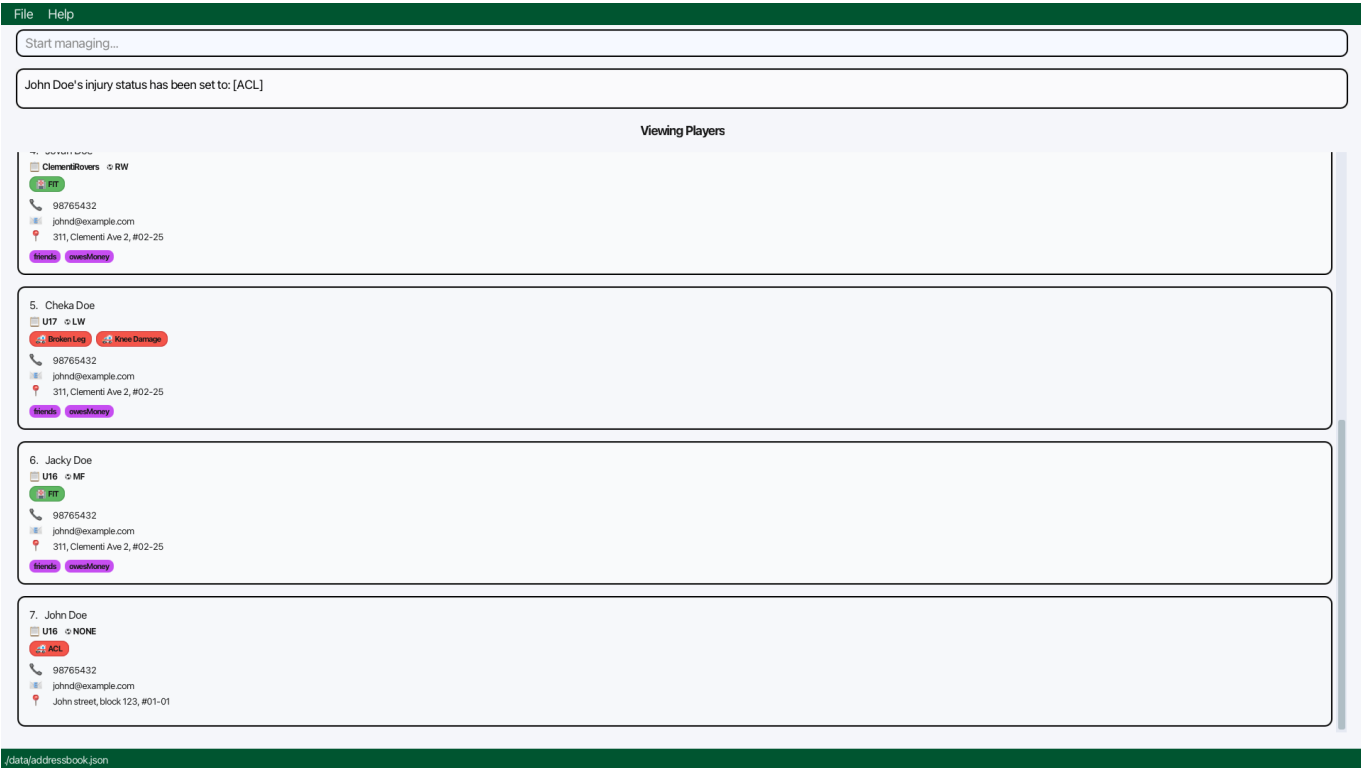 File Help
Start managing...
John Doe's injury status has been set to: [ACL]
Viewing Players
4. Jovan Doe
ClementiRovers RW
FIT
98765432
johnd@example.com
311, Clementi Ave 2, #02-25
friends owesMoney
5. Cheka Doe
U17 LW
Broken Leg Knee Damage
98765432
johnd@example.com
311, Clementi Ave 2, #02-25
friends owesMoney
6. Jacky Doe
U16 MF
FIT
98765432
johnd@example.com
311, Clementi Ave 2, #02-25
friends owesMoney
7. John Doe
U16 NONE
ACL
98765432
johnd@example.com
John street, block 123, #01-01
./data/addressbook.json